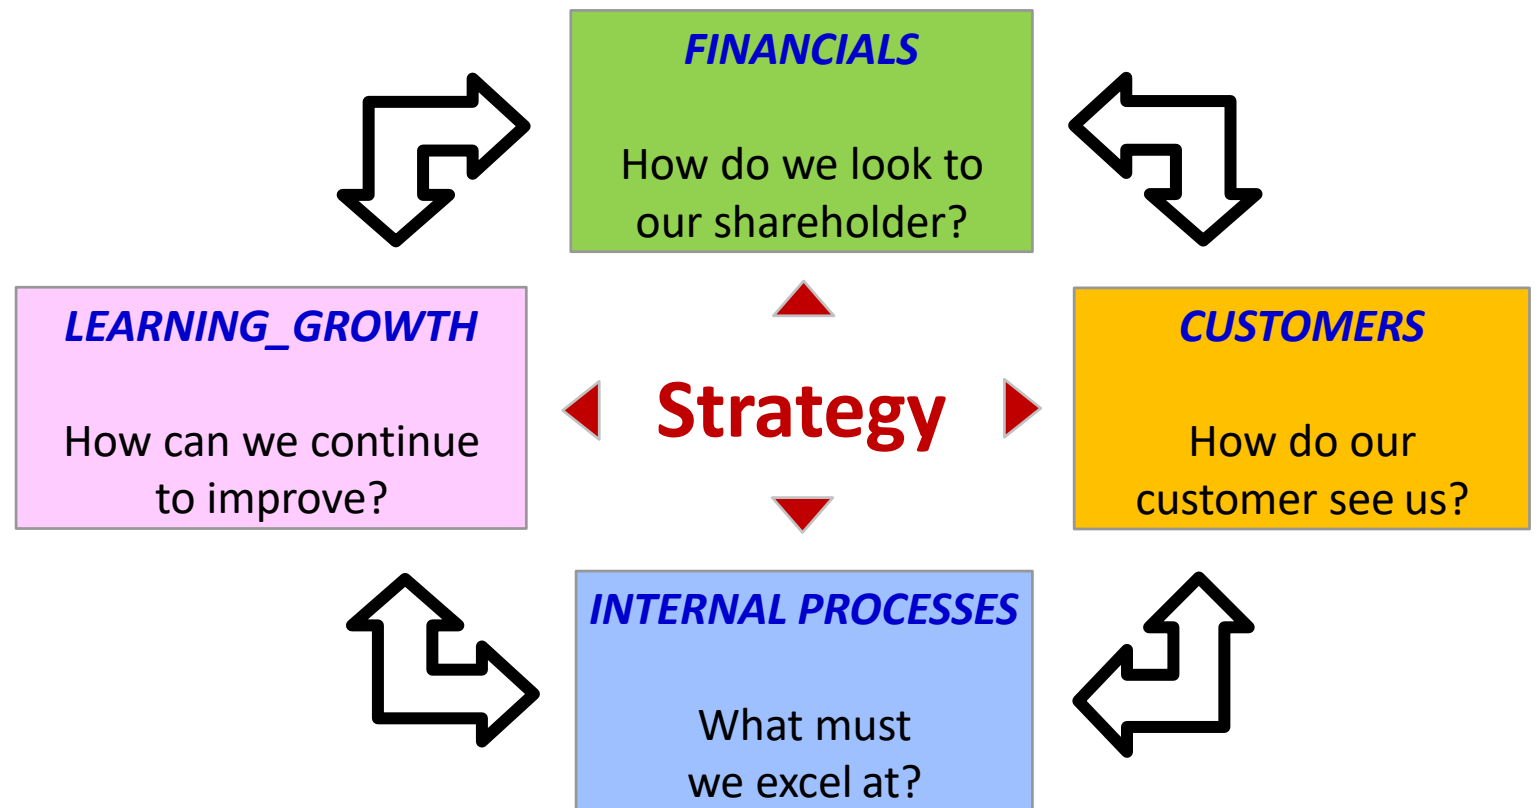 FINANCIALS
How do we look to
our shareholder?
LEARNING_GROWTH
How can we continue
to improve?
Strategy
CUSTOMERS
How do our
customer see us?
INTERNAL PROCESSES
What must
we excel at?